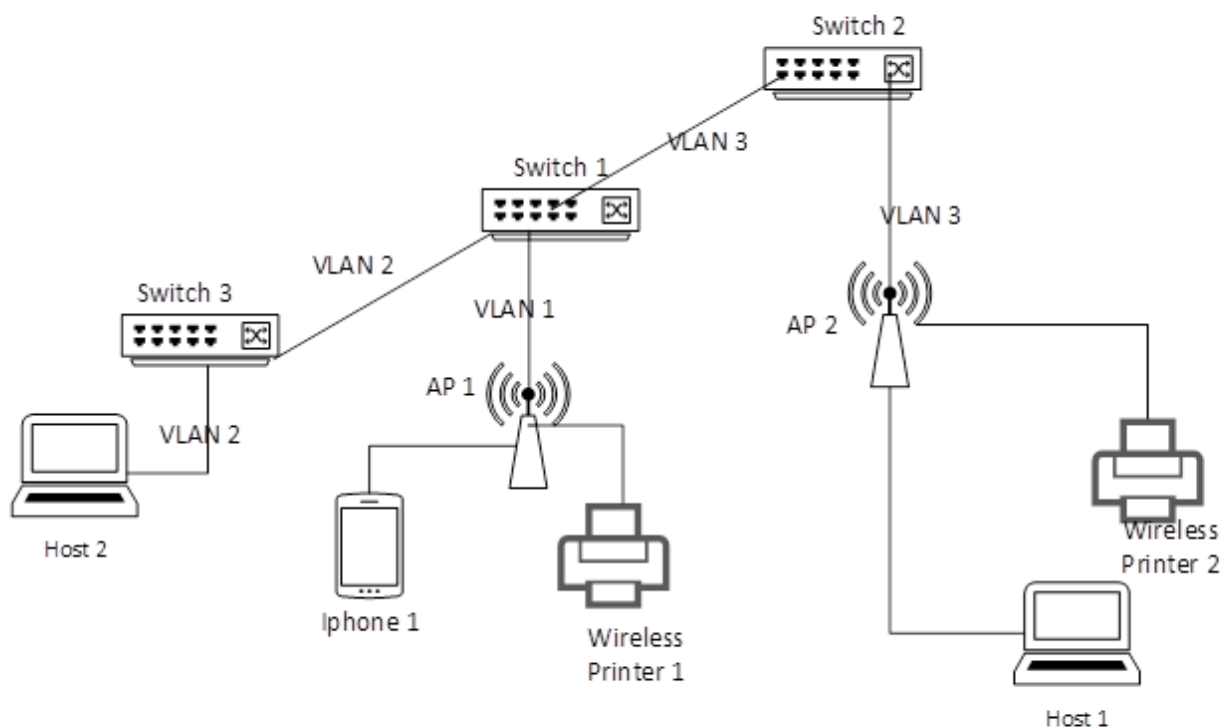 Switch 2
VLAN 3
Switch 1
VLAN 3
VLAN 2
Switch 3
VLAN 1
AP 2
AP 1
VLAN 2
Host 2
Iphone 1
Wireless
Printer 1
Wireless
Printer 2
Host 1